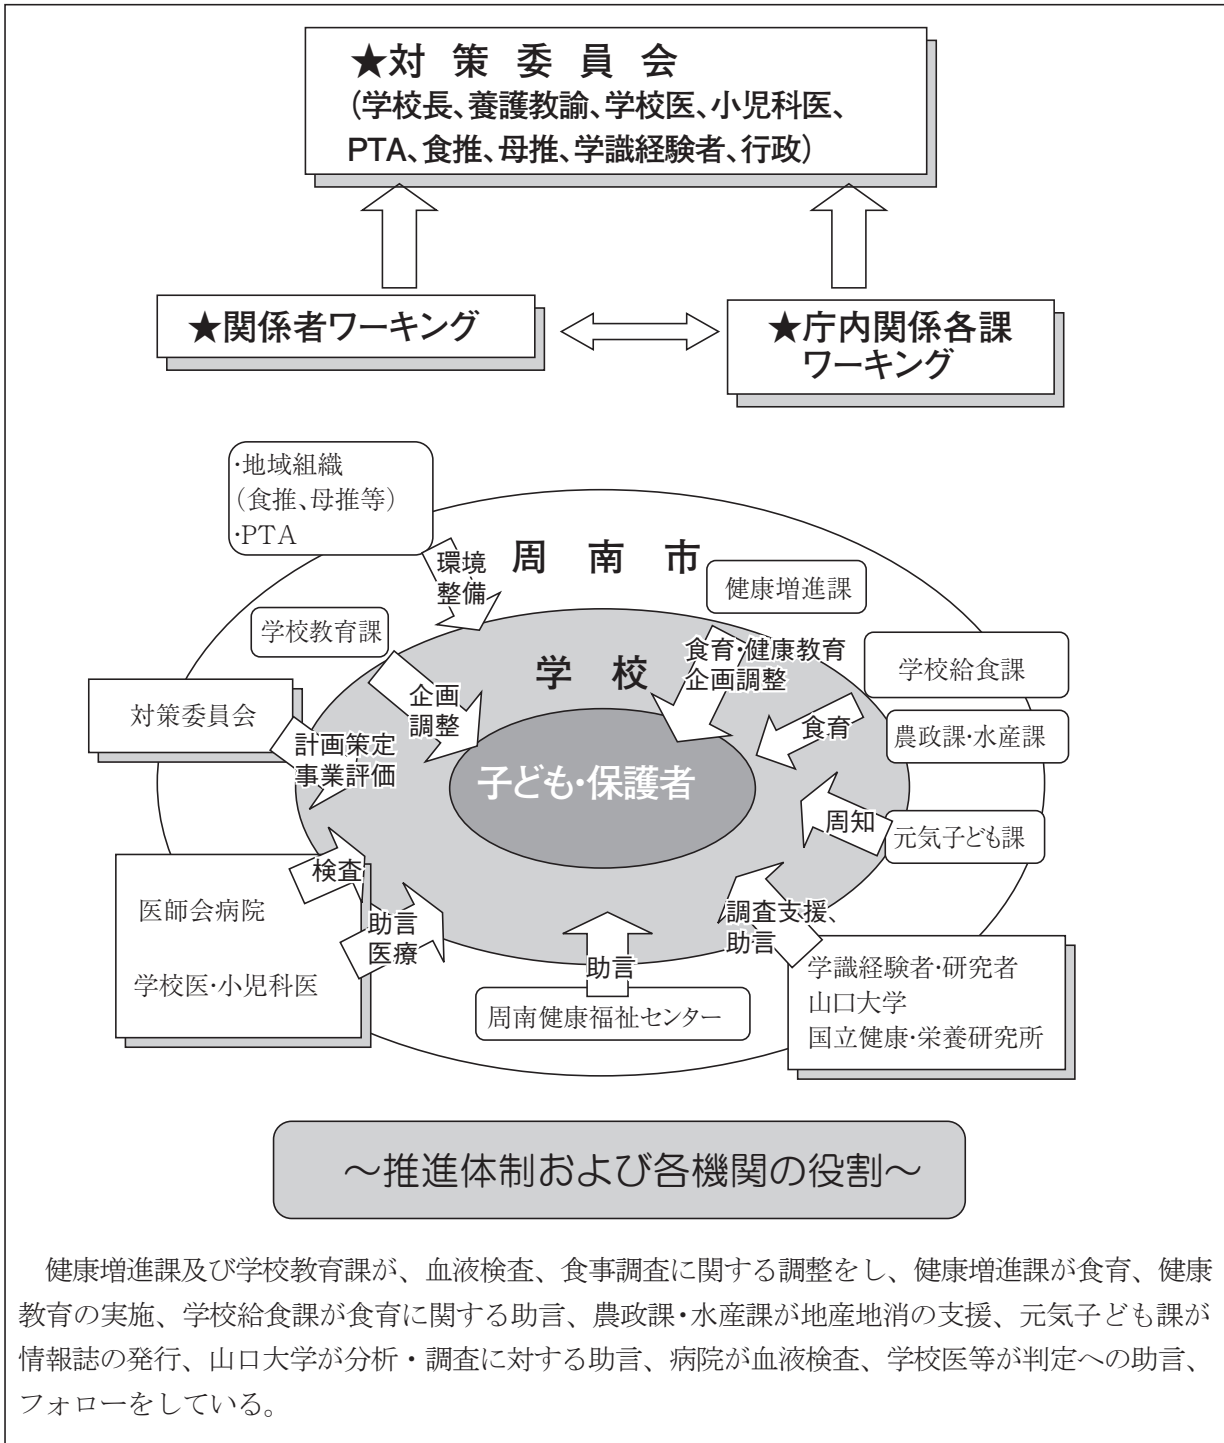 ★対策委員会
(学校長、養護教諭、学校医、小児科医、
PTA、食推、母推、学識経験者、行政)
★関係者ワーキング
★庁内関係各課
ワーキング
・地域組織
(食推、母推等)
・PTA
環境
整備
周南市
健康増進課
学校教育課
企画
調整
学校
食育・健康教育
企画調整
学校給食課
対策委員会
計画策定
事業評価
食育
農政課・水産課
子ども・保護者
周知
元気子ども課
検査
医師会病院
学校医・小児科医
助言
医療
助言
周南健康福祉センター
調査支援、
助言
学識経験者・研究者
山口大学
国立健康・栄養研究所
～推進体制および各機関の役割～
健康増進課及び学校教育課が、血液検査、食事調査に関する調整をし、健康増進課が食育、健康
教育の実施、学校給食課が食育に関する助言、農政課・水産課が地産地消の支援、元気子ども課が
情報誌の発行、山口大学が分析・調査に対する助言、病院が血液検査、学校医等が判定への助言、
フォローをしている。